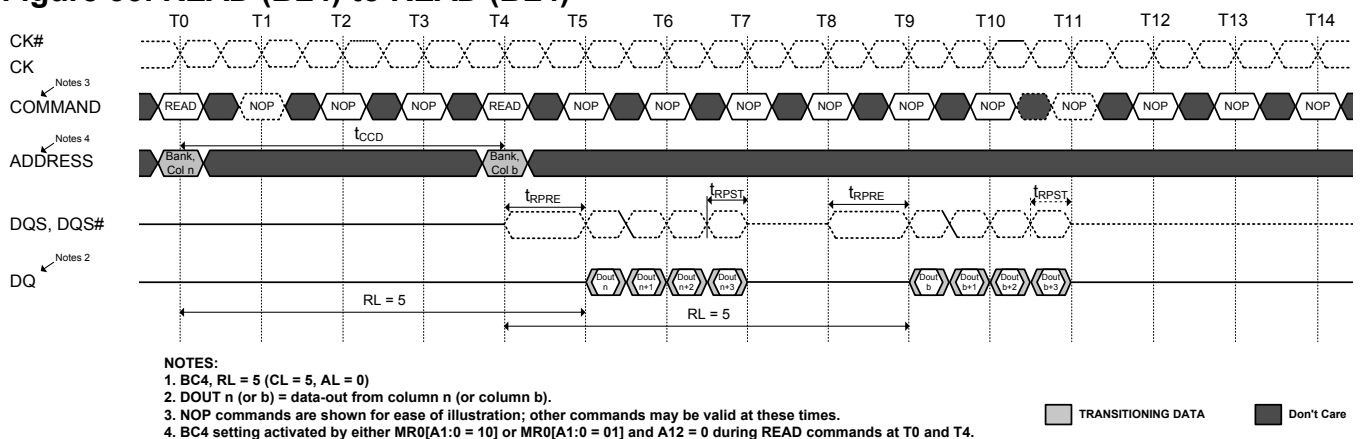 T0 T1 T2 T3 T4 T5 T6 T7 T8 T9 T10 T11 T12 T13 T14
CK#
CK
Notes 3
COMMAND READ NOP NOP NOP READ NOP NOP NOP NOP NOP NOP NOP NOP NOP NOP
tCCD
Notes 4
ADDRESS Bank, Col n Bank, Col b
tRPRE tRPST tRPRE tRPST
DQS, DQS#
Notes 2
DQ Dout n Dout n+1 Dout n+2 Dout n+3 Dout b Dout b+1 Dout b+2 Dout b+3
RL = 5
RL = 5
NOTES:
1. BC4, RL = 5 (CL = 5, AL = 0)
2. DOUT n (or b) = data-out from column n (or column b).
3. NOP commands are shown for ease of illustration; other commands may be valid at these times.
4. BC4 setting activated by either MR0[A1:0 = 10] or MR0[A1:0 = 01] and A12 = 0 during READ commands at T0 and T4.
TRANSITIONING DATA
Don't Care